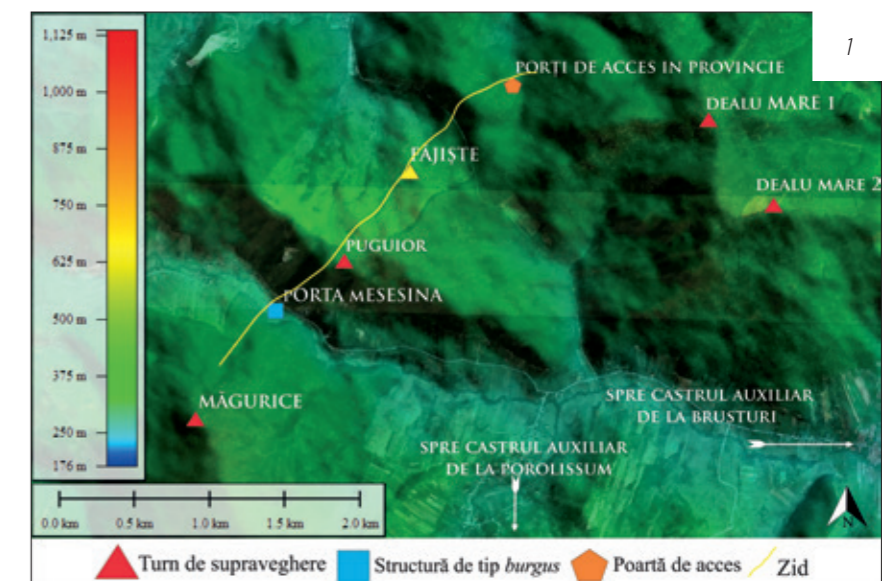 1
1,125 m
1,000 m
875 m
750 m
625 m
500 m
375 m
250 m
176 m
PORȚI DE ACCES IN PROVINCIE
DEALU MARE 1
FAJIȘTE
DEALU MARE 2
PUGUIOR
PORTA MESESINA
MĂGURICE
SPRE CASTRUL AUXILIAR
DE LA BRUSTURI
SPRE CASTRUL AUXILIAR
DE LA POROLISSUM
0.0 km 0.5 km 1.0 km 1.5 km 2.0 km
N
Turn de supraveghere Structură de tip burgus Poartă de acces Zid